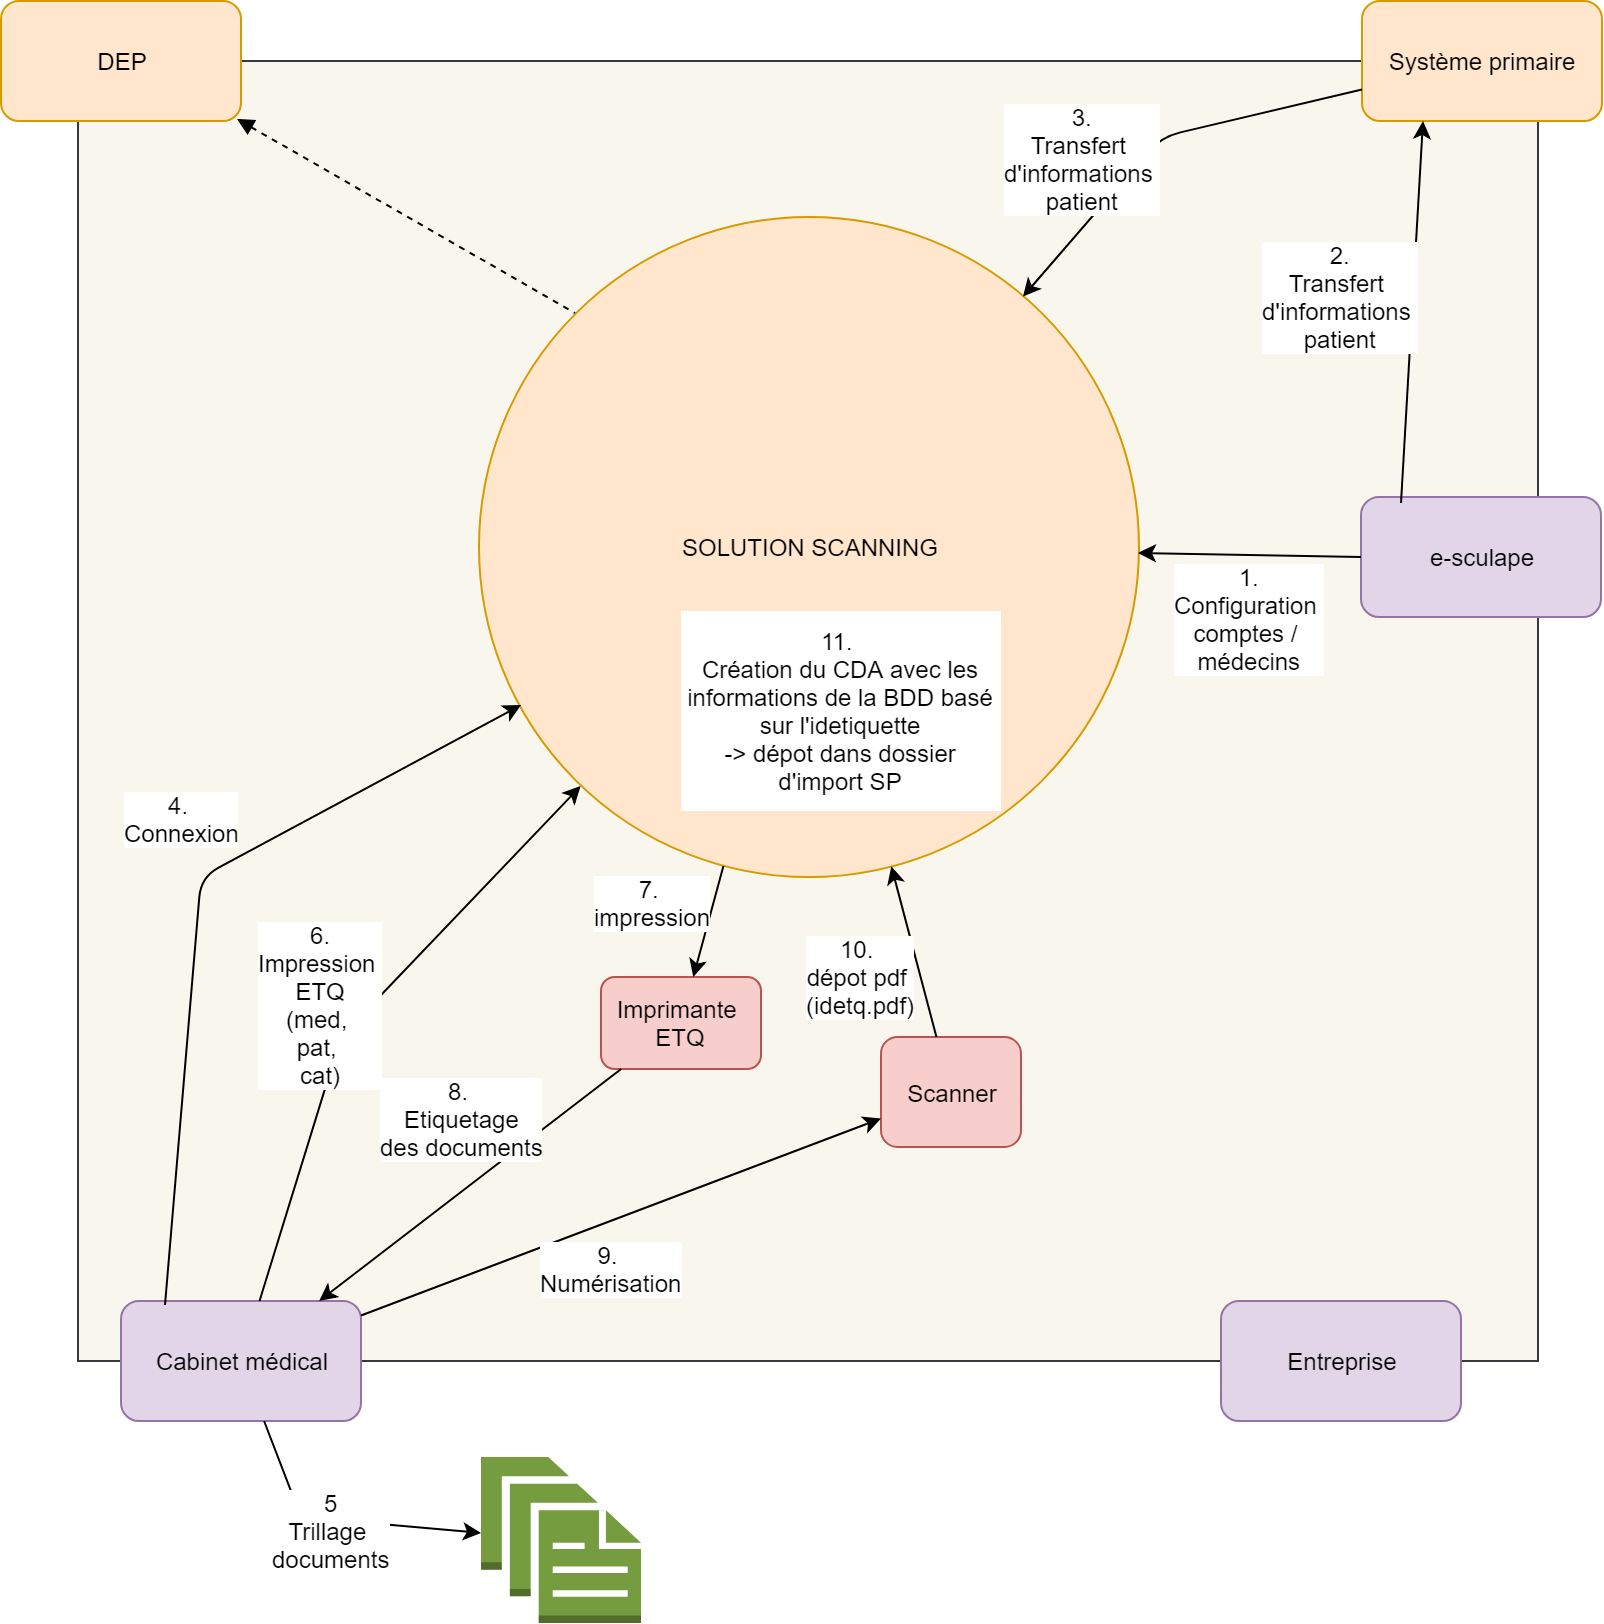 DEP
Système primaire
3.
Transfert
d'informations
patient
2.
Transfert
d'informations
patient
SOLUTION SCANNING
e-sculape
1.
Configuration
comptes /
médecins
11.
Création du CDA avec les
informations de la BDD basé
sur l'idetiquette
-> dépot dans dossier
d'import SP
4.
Connexion
6.
Impression
ETQ
(med,
pat,
cat)
7.
impression
10.
dépot pdf
(idetq.pdf)
Imprimante
ETQ
Scanner
8.
Etiquetage
des documents
9.
Numérisation
Cabinet médical
Entreprise
5
Trillage
documents